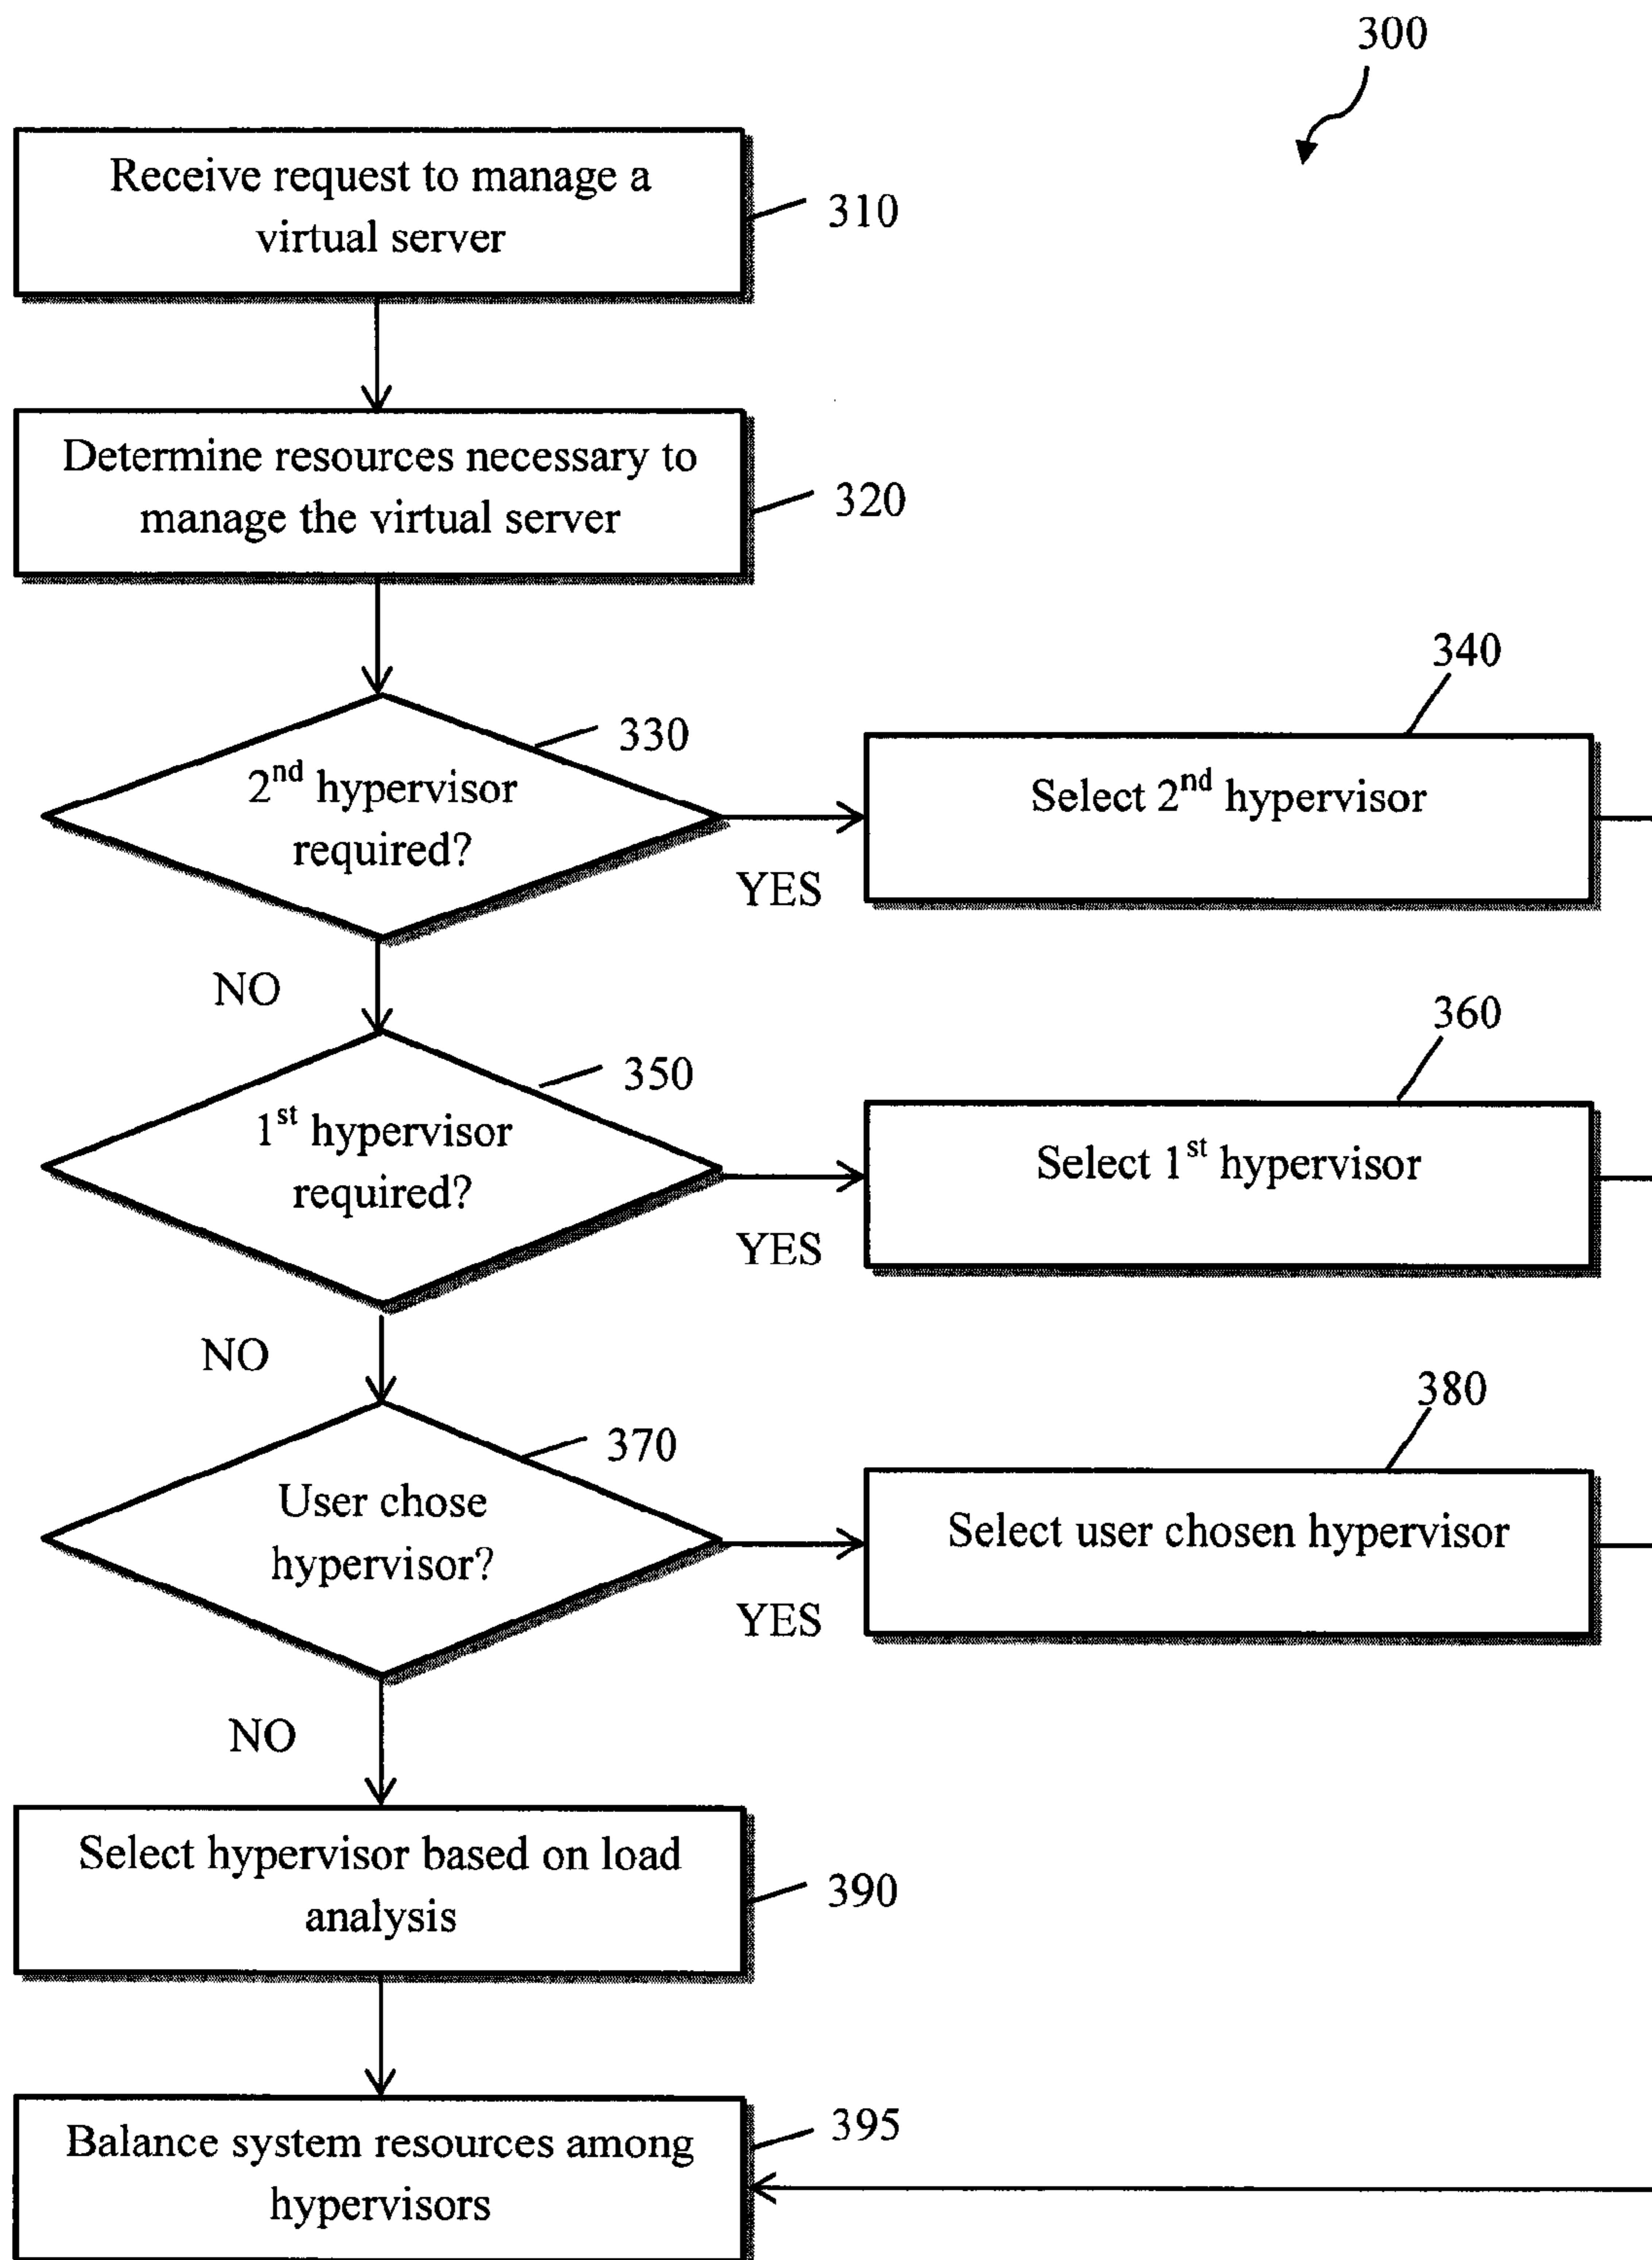 300
Receive request to manage a
virtual server
310
Determine resources necessary to
manage the virtual server
320
330
2nd hypervisor
required?
YES
NO
340
Select 2nd hypervisor
350
1st hypervisor
required?
YES
NO
360
Select 1st hypervisor
370
User chose
hypervisor?
YES
NO
380
Select user chosen hypervisor
Select hypervisor based on load
analysis
390
Balance system resources among
hypervisors
395